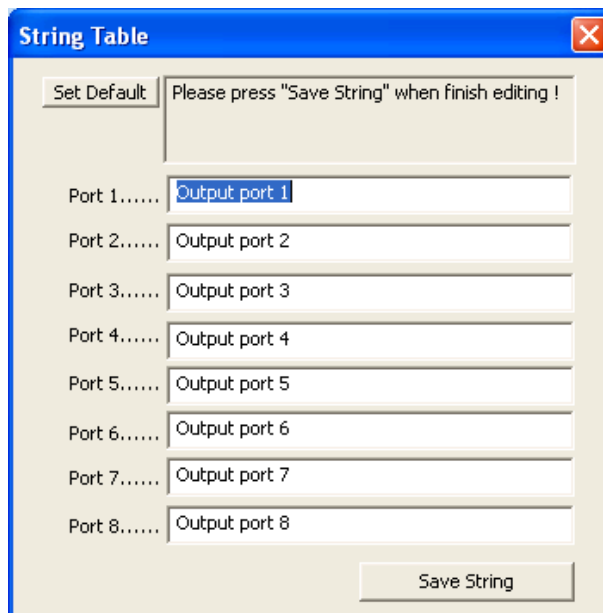 String Table
Set Default
Please press "Save String" when finish editing !
Port 1...... Output port 1
Port 2...... Output port 2
Port 3...... Output port 3
Port 4...... Output port 4
Port 5...... Output port 5
Port 6...... Output port 6
Port 7...... Output port 7
Port 8...... Output port 8
Save String